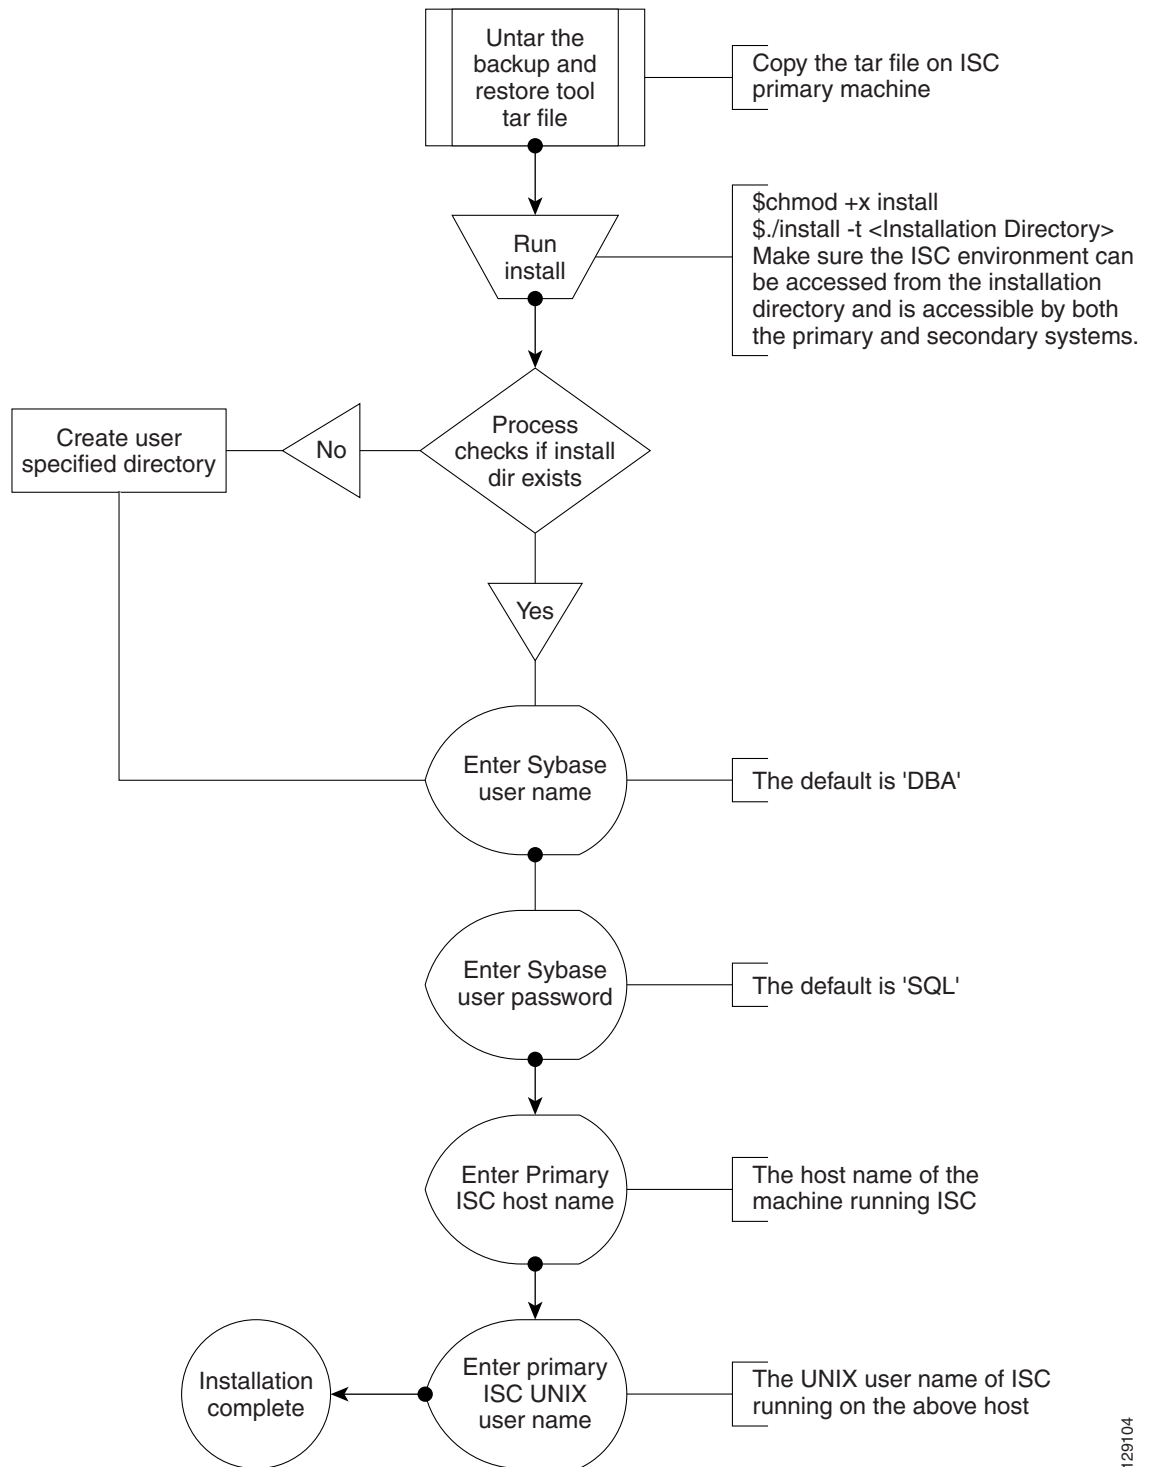 Untar the
backup and
restore tool
tar file
Copy the tar file on ISC
primary machine
Run
install
$chmod +x install
$./install -t <Installation Directory>
Make sure the ISC environment can
be accessed from the installation
directory and is accessible by both
the primary and secondary systems.
Process
checks if install
dir exists
No
Create user
specified directory
Yes
Enter Sybase
user name
The default is 'DBA'
Enter Sybase
user password
The default is 'SQL'
Enter Primary
ISC host name
The host name of the
machine running ISC
Enter primary
ISC UNIX
user name
The UNIX user name of ISC
running on the above host
Installation
complete
129104